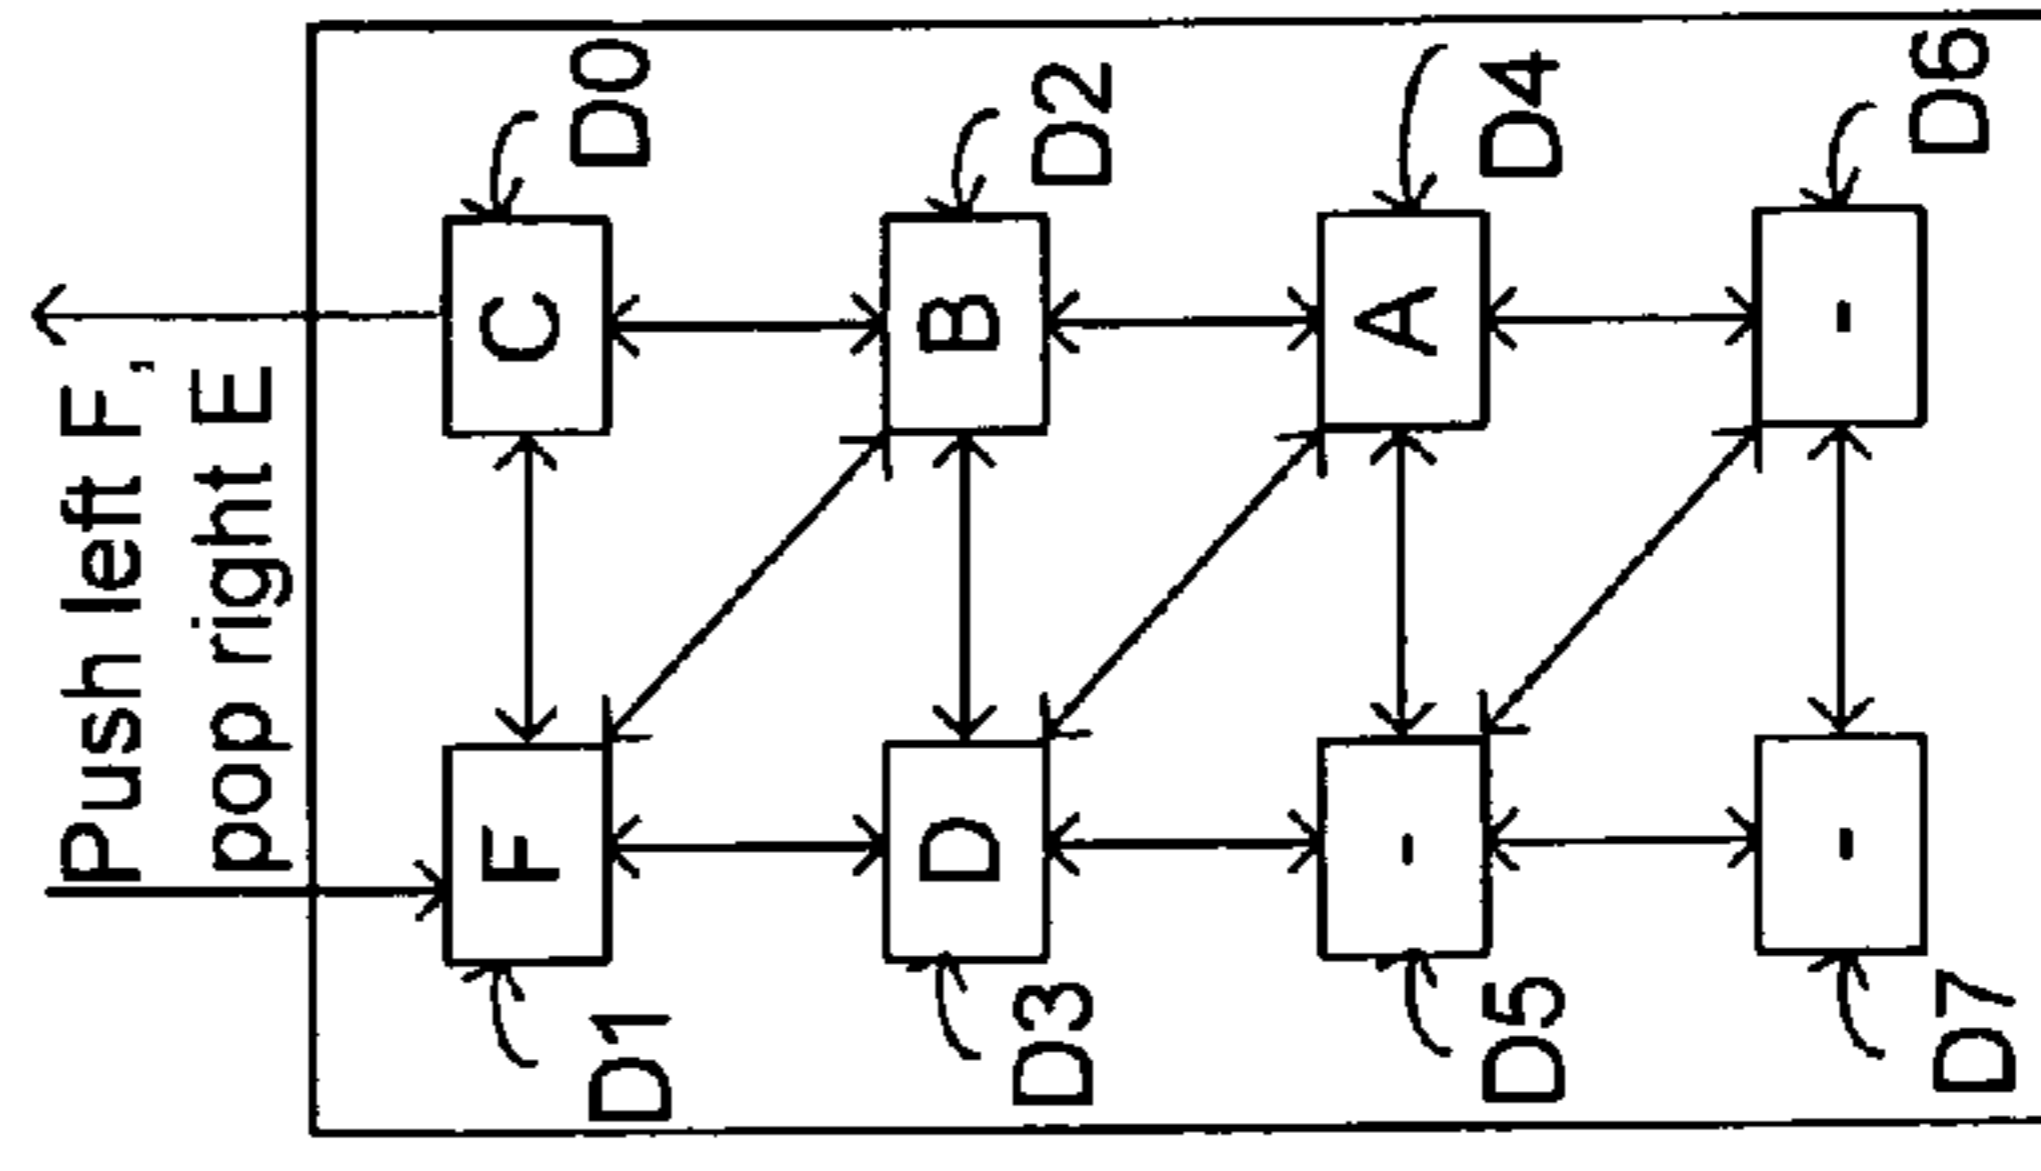 Push left F,
pop right E
F C
D1 D0
D B
D3 D2
- A
D5 D4
- -
D7 D6